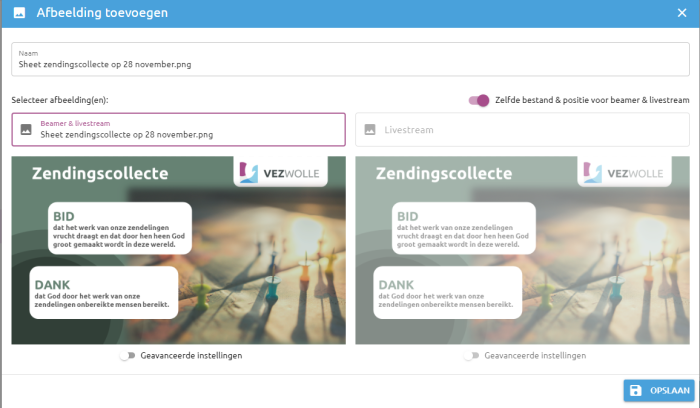 Afbeelding toevoegen
Naam
Sheet zendingscollecte op 28 november.png
Selecteer afbeelding(en):
Zelfde bestand & positie voor beamer & livestream
Beamer & livestream
Sheet zendingscollecte op 28 november.png
Livestream
Zendingscollecte
VEZWOLLE
BID
dat het werk van onze zendelingen
vrucht draagt en dat door hen heen God
groot gemaakt wordt in deze wereld.
DANK
dat God door het werk van onze
zendelingen onbereikte mensen bereikt.
Zendingscollecte
VEZWOLLE
BID
dat het werk van onze zendelingen
vrucht draagt en dat door hen heen God
groot gemaakt wordt in deze wereld.
DANK
dat God door het werk van onze
zendelingen onbereikte mensen bereikt.
Geavanceerde instellingen
Geavanceerde instellingen
OPSLAAN